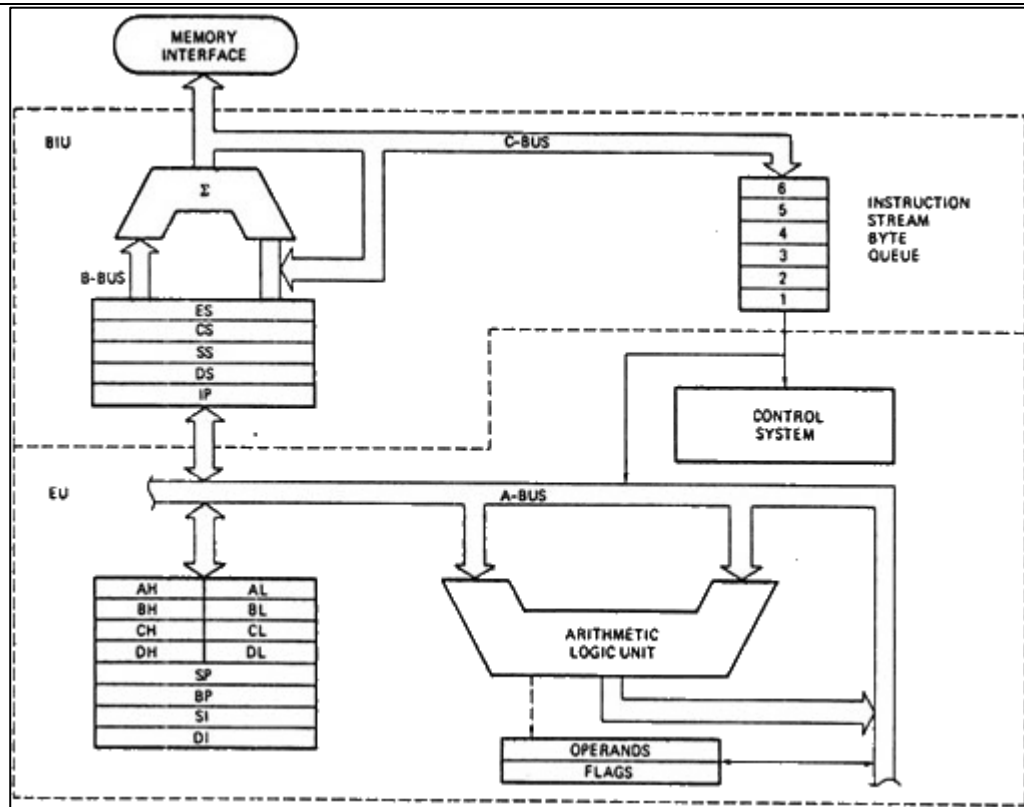 MEMORY
INTERFACE
BIU
C-BUS
Σ
6
5
4
3
2
1
INSTRUCTION
STREAM
BYTE
QUEUE
B-BUS
ES
CS
SS
DS
IP
CONTROL
SYSTEM
EU
A-BUS
AH
AL
BH
BL
CH
CL
DH
DL
SP
BP
SI
DI
ARITHMETIC
LOGIC UNIT
OPERANDS
FLAGS